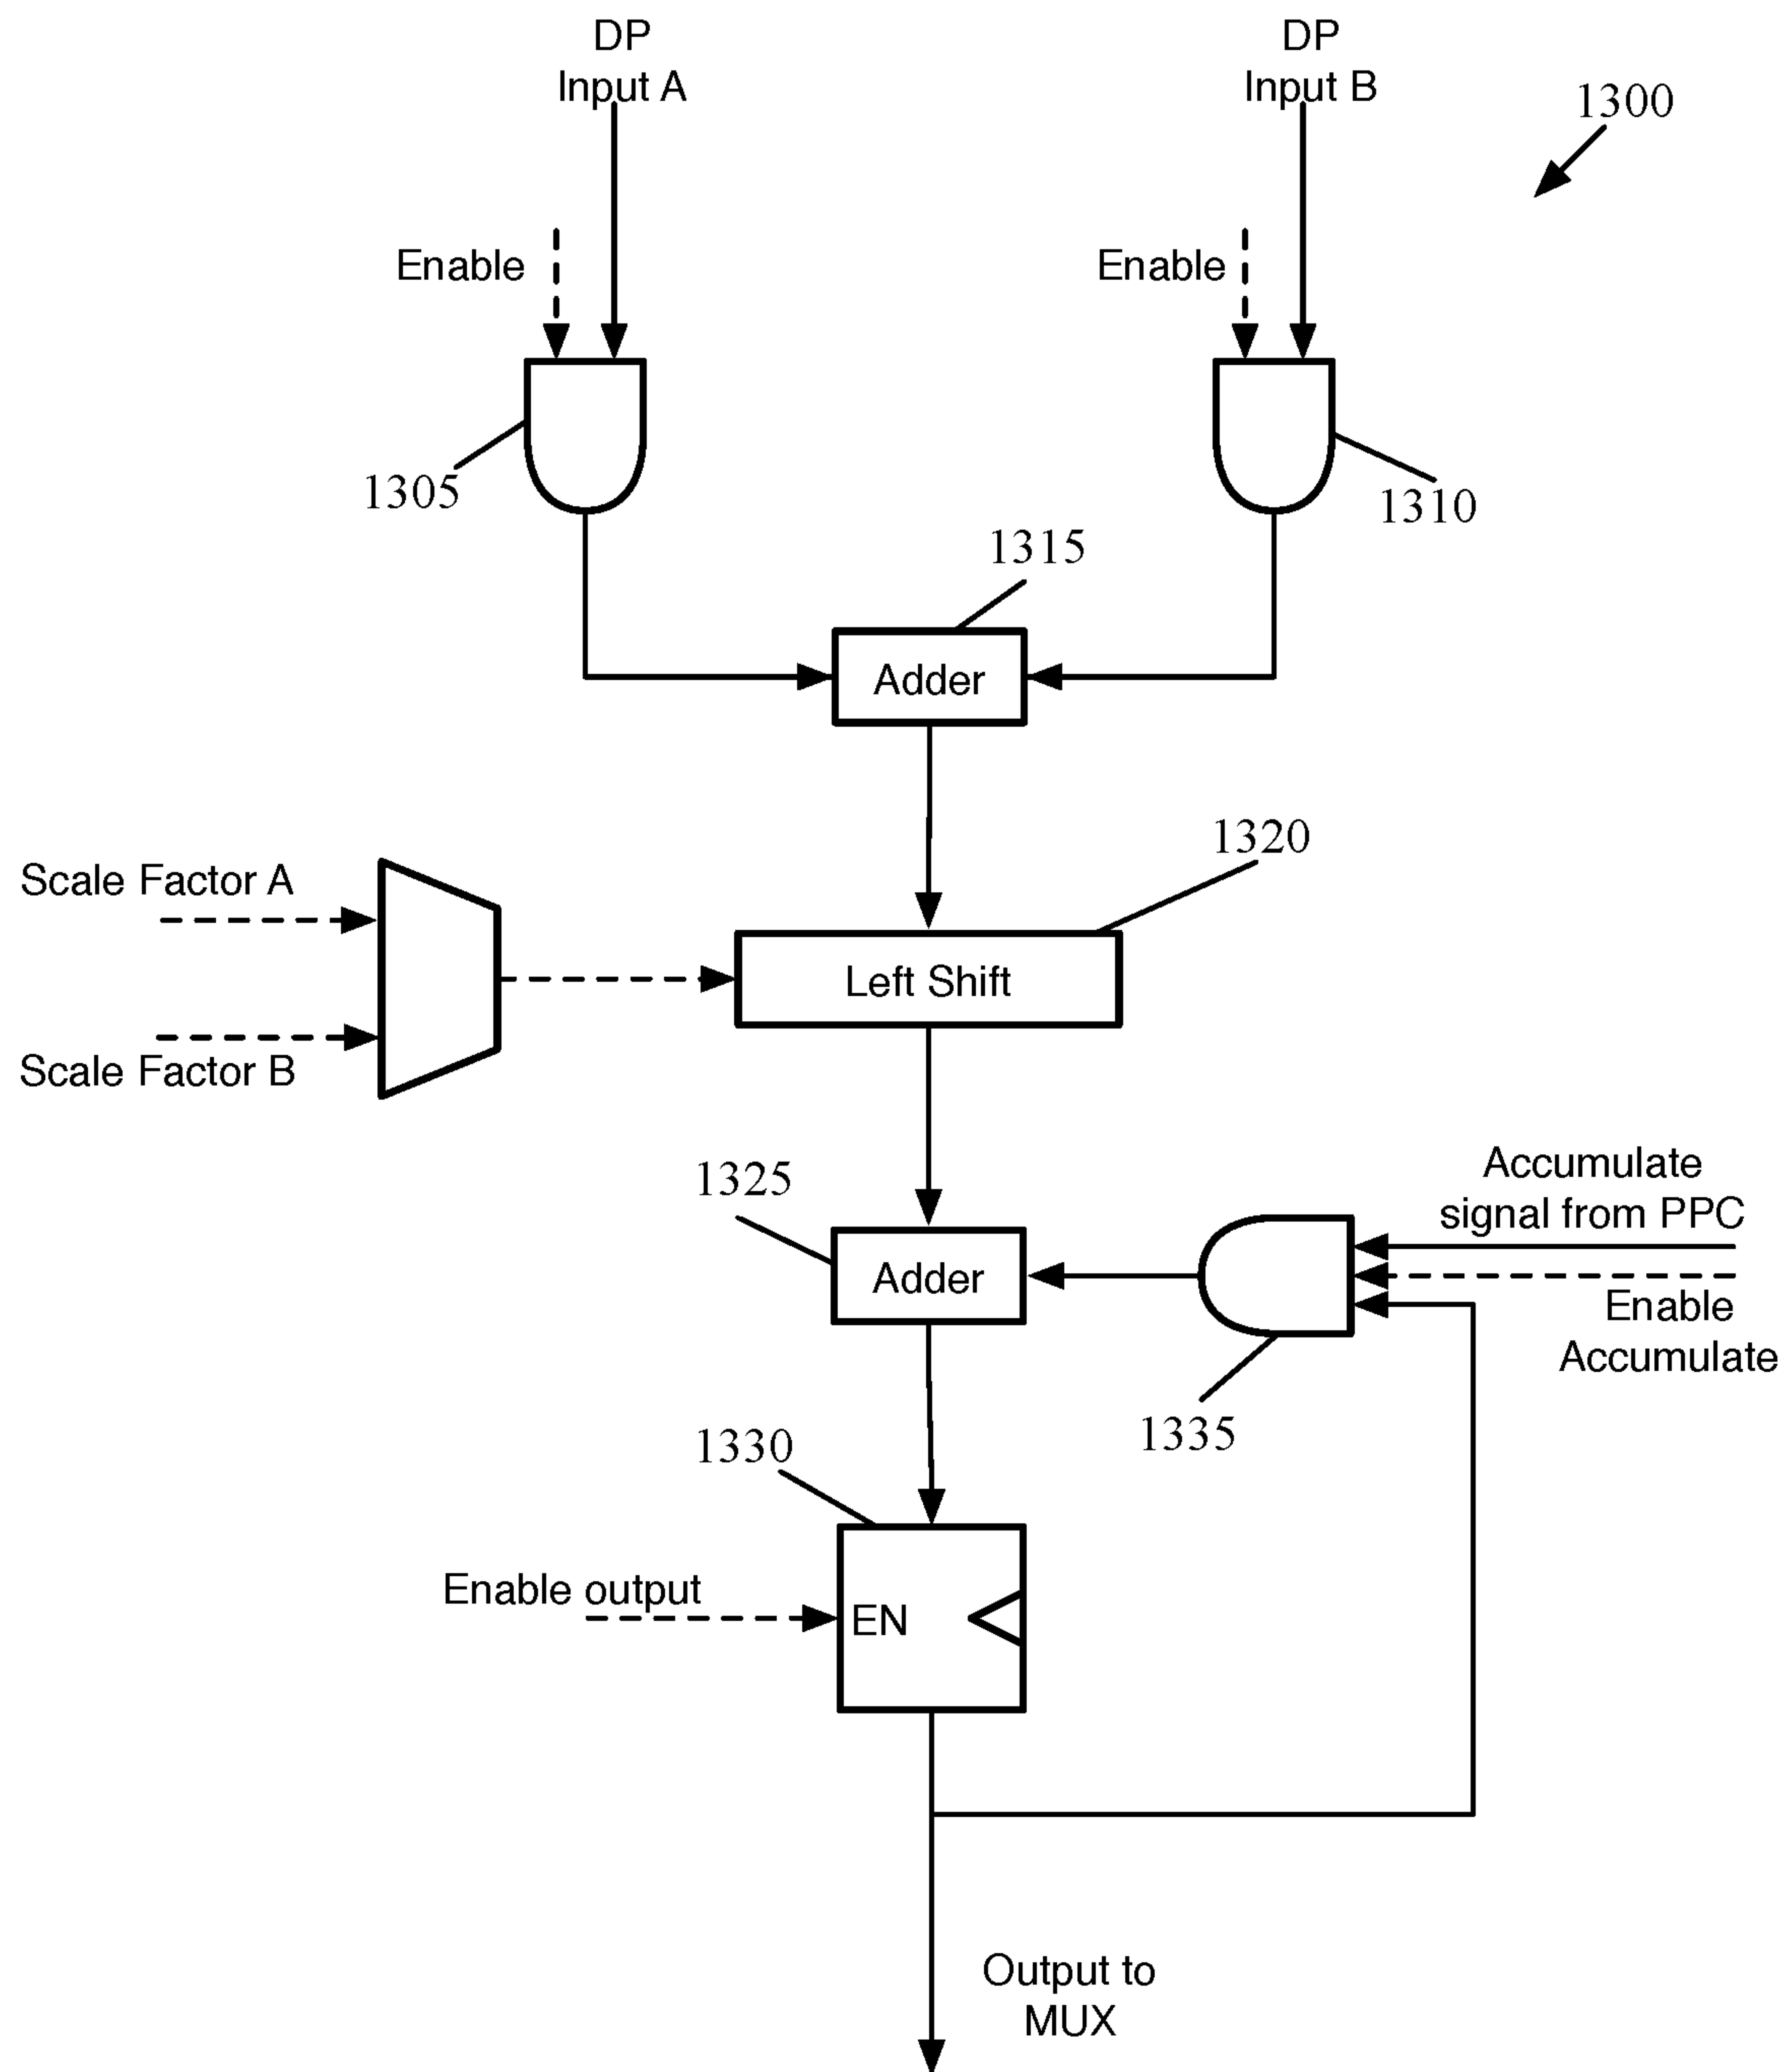 DP
Input A
DP
Input B
1300
Enable
Enable
1305
1310
1315
Adder
1320
Scale Factor A
Left Shift
Scale Factor B
1325
Accumulate
signal from PPC
Adder
Enable
Accumulate
1335
1330
Enable output
EN
Output to
MUX